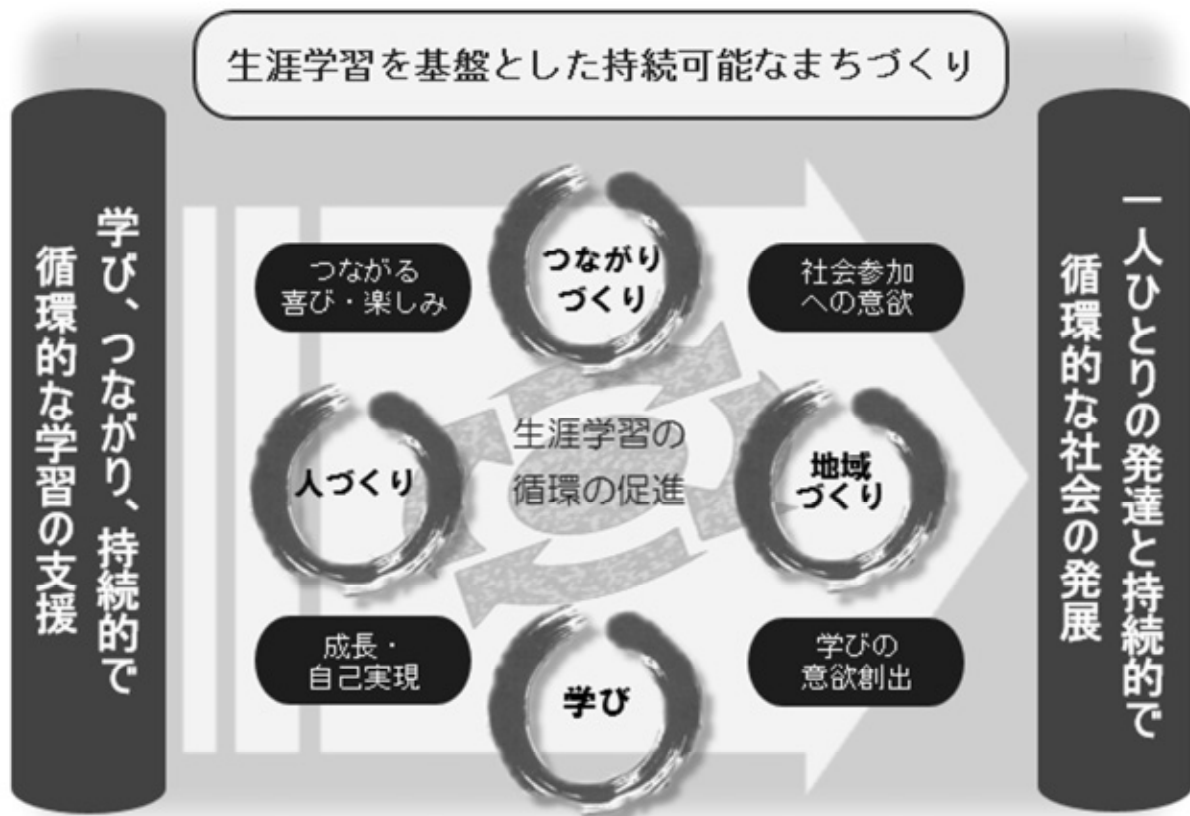 生涯学習を基盤とした持続可能なまちづくり
学び、つながり、持続的で
循環的な学習の支援
つながる
喜び・楽しみ
つながり
づくり
社会参加
への意欲
人づくり
生涯学習の
循環の促進
地域
づくり
成長・
自己実現
学び
学びの
意欲創出
一人ひとりの発達と持続的で
循環的な社会の発展